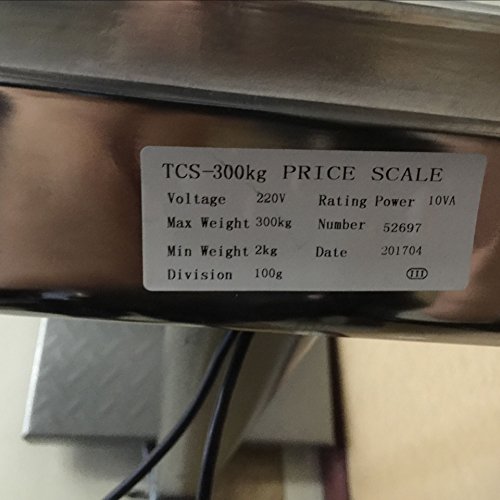 TCS-300kg PRICE SCALE
Voltage 220V Rating Power 10VA
Max Weight 300kg Number 52697
Min Weight 2kg Date 201704
Division 100g III